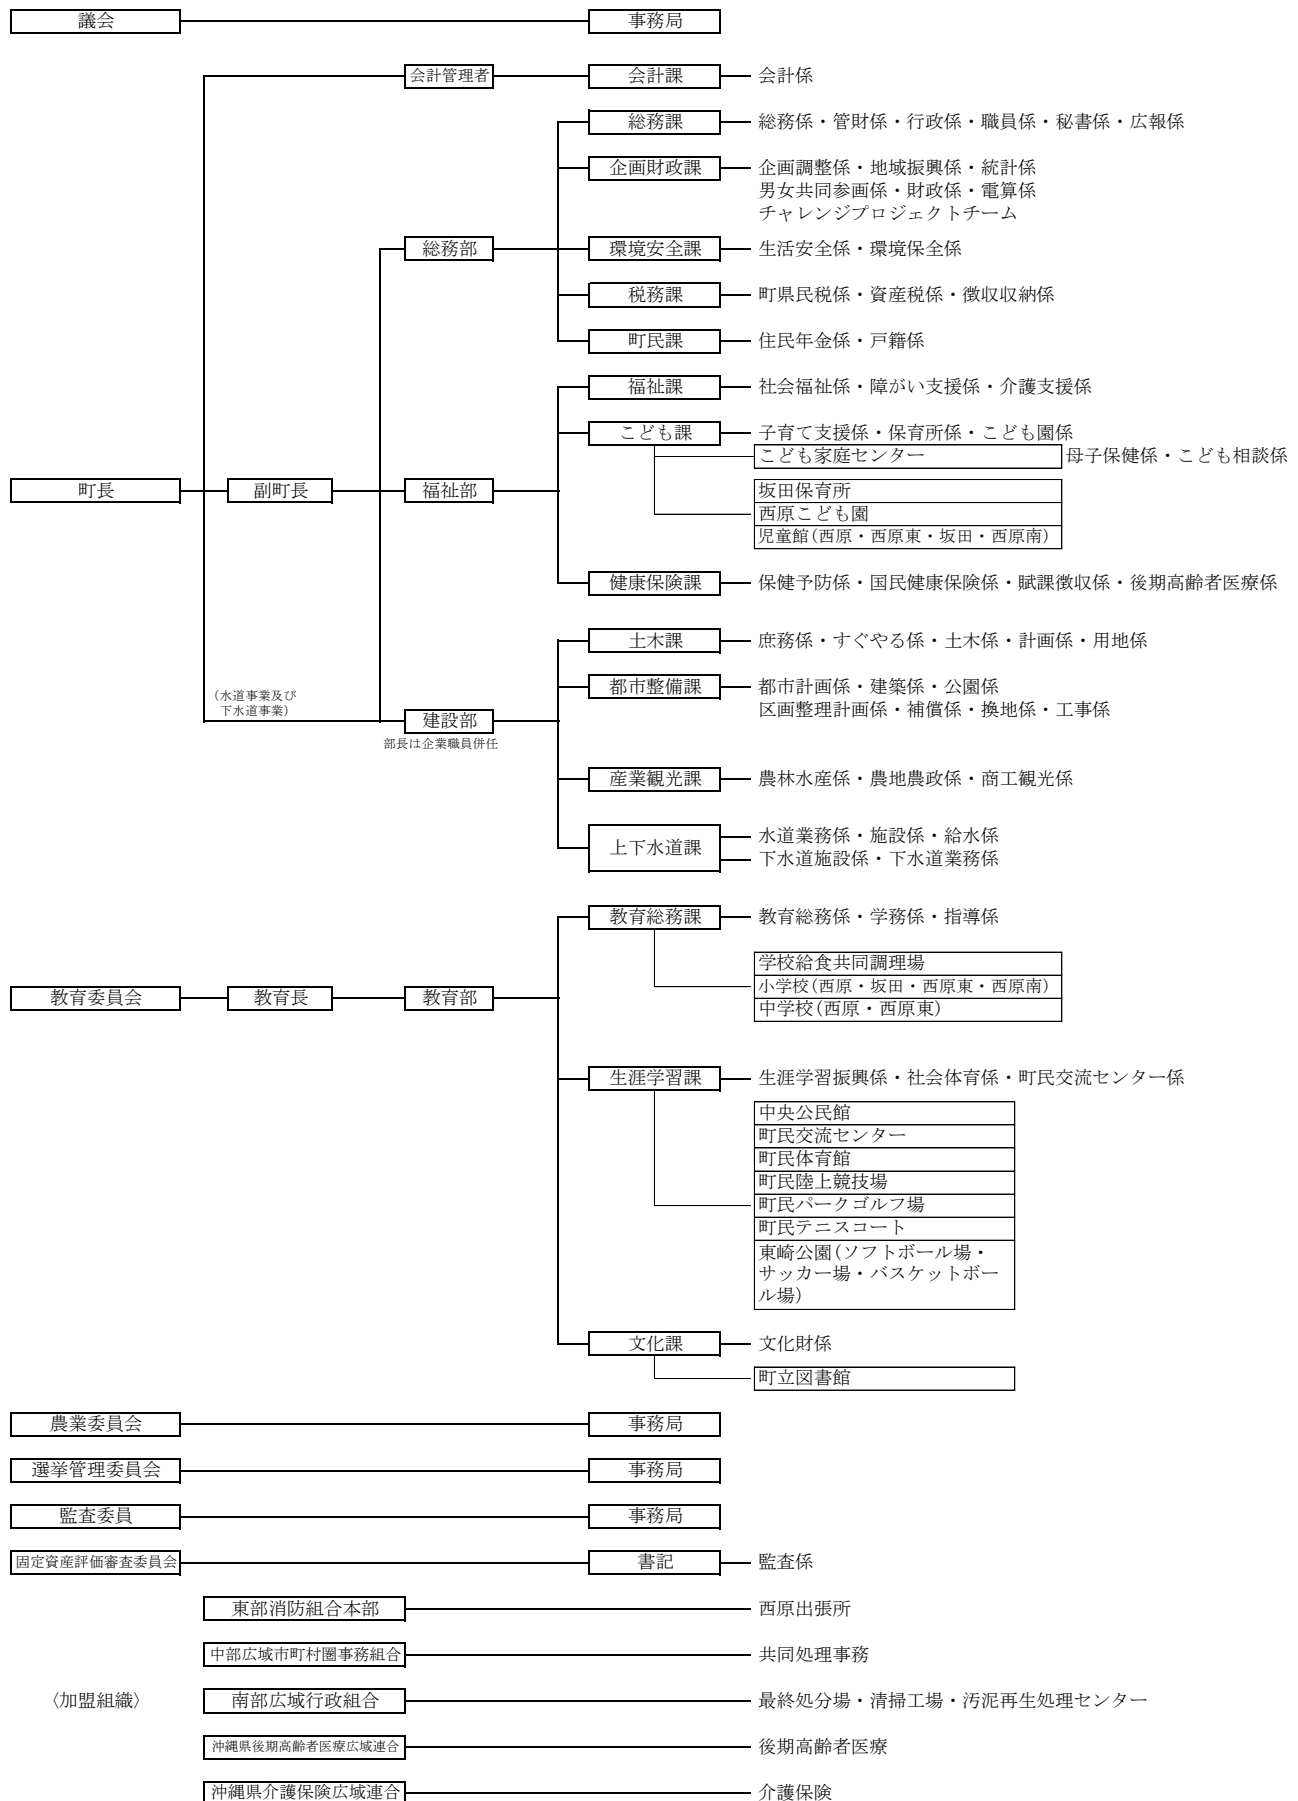 議会 事務局
会計管理者 会計課 会計係
総務課 総務係・管財係・行政係・職員係・秘書係・広報係
企画財政課 企画調整係・地域振興係・統計係
男女共同参画係・財政係・電算係
チャレンジプロジェクトチーム
総務部 環境安全課 生活安全係・環境保全係
税務課 町県民税係・資産税係・徴収収納係
町民課 住民年金係・戸籍係
福祉課 社会福祉係・障がい支援係・介護支援係
こども課 子育て支援係・保育所係・こども園係
こども家庭センター 母子保健係・こども相談係
町長 副町長 福祉部 坂田保育所
西原こども園
児童館(西原・西原東・坂田・西原南)
健康保険課 保健予防係・国民健康保険係・賦課徴収係・後期高齢者医療係
土木課 庶務係・すぐやる係・土木係・計画係・用地係
都市整備課 都市計画係・建築係・公園係
(水道事業及び
下水道事業)
区画整理計画係・補償係・換地係・工事係
建設部
部長は企業職員併任
産業観光課 農林水産係・農地農政係・商工観光係
上下水道課 水道業務係・施設係・給水係
下水道施設係・下水道業務係
教育総務課 教育総務係・学務係・指導係
学校給食共同調理場
小学校(西原・坂田・西原東・西原南)
教育委員会 教育長 教育部 中学校(西原・西原東)
生涯学習課 生涯学習振興係・社会体育係・町民交流センター係
中央公民館
町民交流センター
町民体育館
町民陸上競技場
町民パークゴルフ場
町民テニスコート
東崎公園(ソフトボール場・
サッカー場・バスケットボー
ル場)
文化課 文化財係
町立図書館
農業委員会 事務局
選挙管理委員会 事務局
監査委員 事務局
固定資産評価審査委員会 書記 監査係
東部消防組合本部 西原出張所
中部広域市町村圏事務組合 共同処理事務
〈加盟組織〉 南部広域行政組合 最終処分場・清掃工場・汚泥再生処理センター
沖縄県後期高齢者医療広域連合 後期高齢者医療
沖縄県介護保険広域連合 介護保険